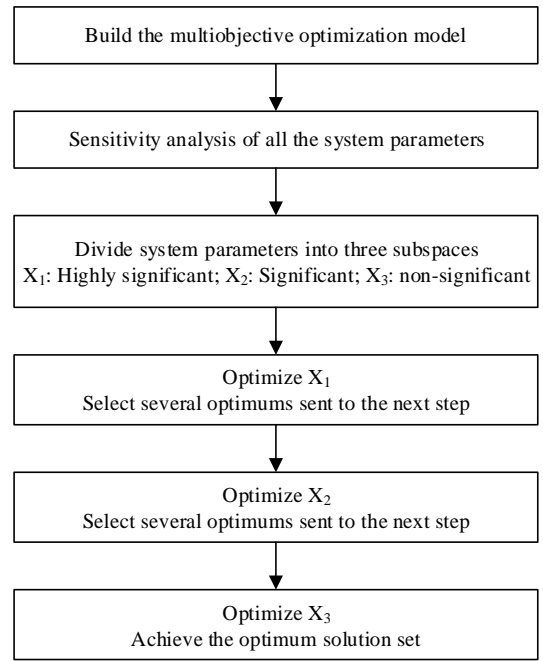 Build the multiobjective optimization model
Sensitivity analysis of all the system parameters
Divide system parameters into three subspaces
X₁: Highly significant; X₂: Significant; X₃: non-significant
Optimize X₁
Select several optimums sent to the next step
Optimize X₂
Select several optimums sent to the next step
Optimize X₃
Achieve the optimum solution set